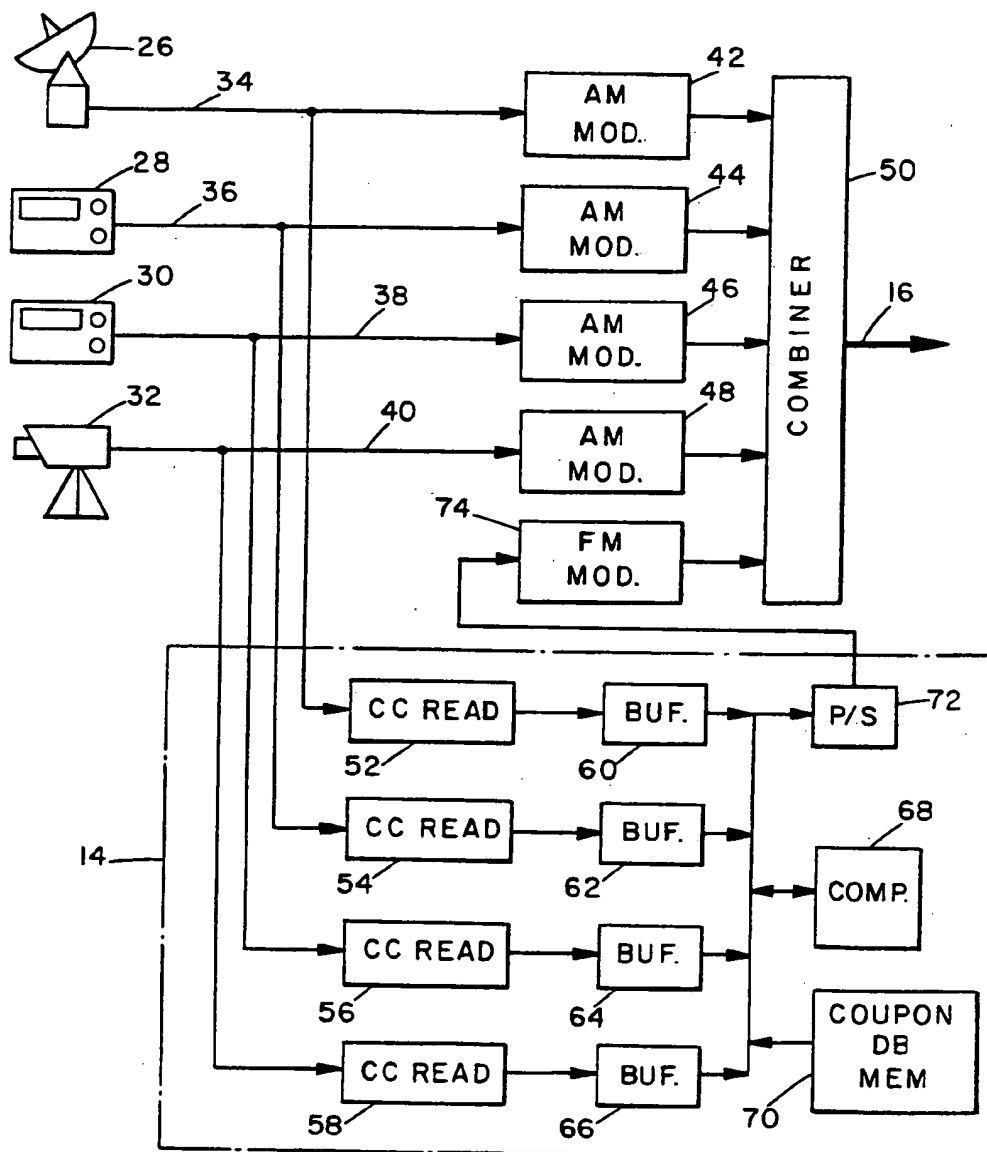 26
34
42
AM
MOD.
28
36
44
AM
MOD.
50
30
38
46
AM
MOD.
COMBINER
16
32
40
48
AM
MOD.
74
FM
MOD.
CC READ
52
BUF.
60
P/S
72
14
CC READ
54
BUF.
62
68
COMP.
CC READ
56
BUF.
64
COUPON
DB
MEM
70
CC READ
58
BUF.
66